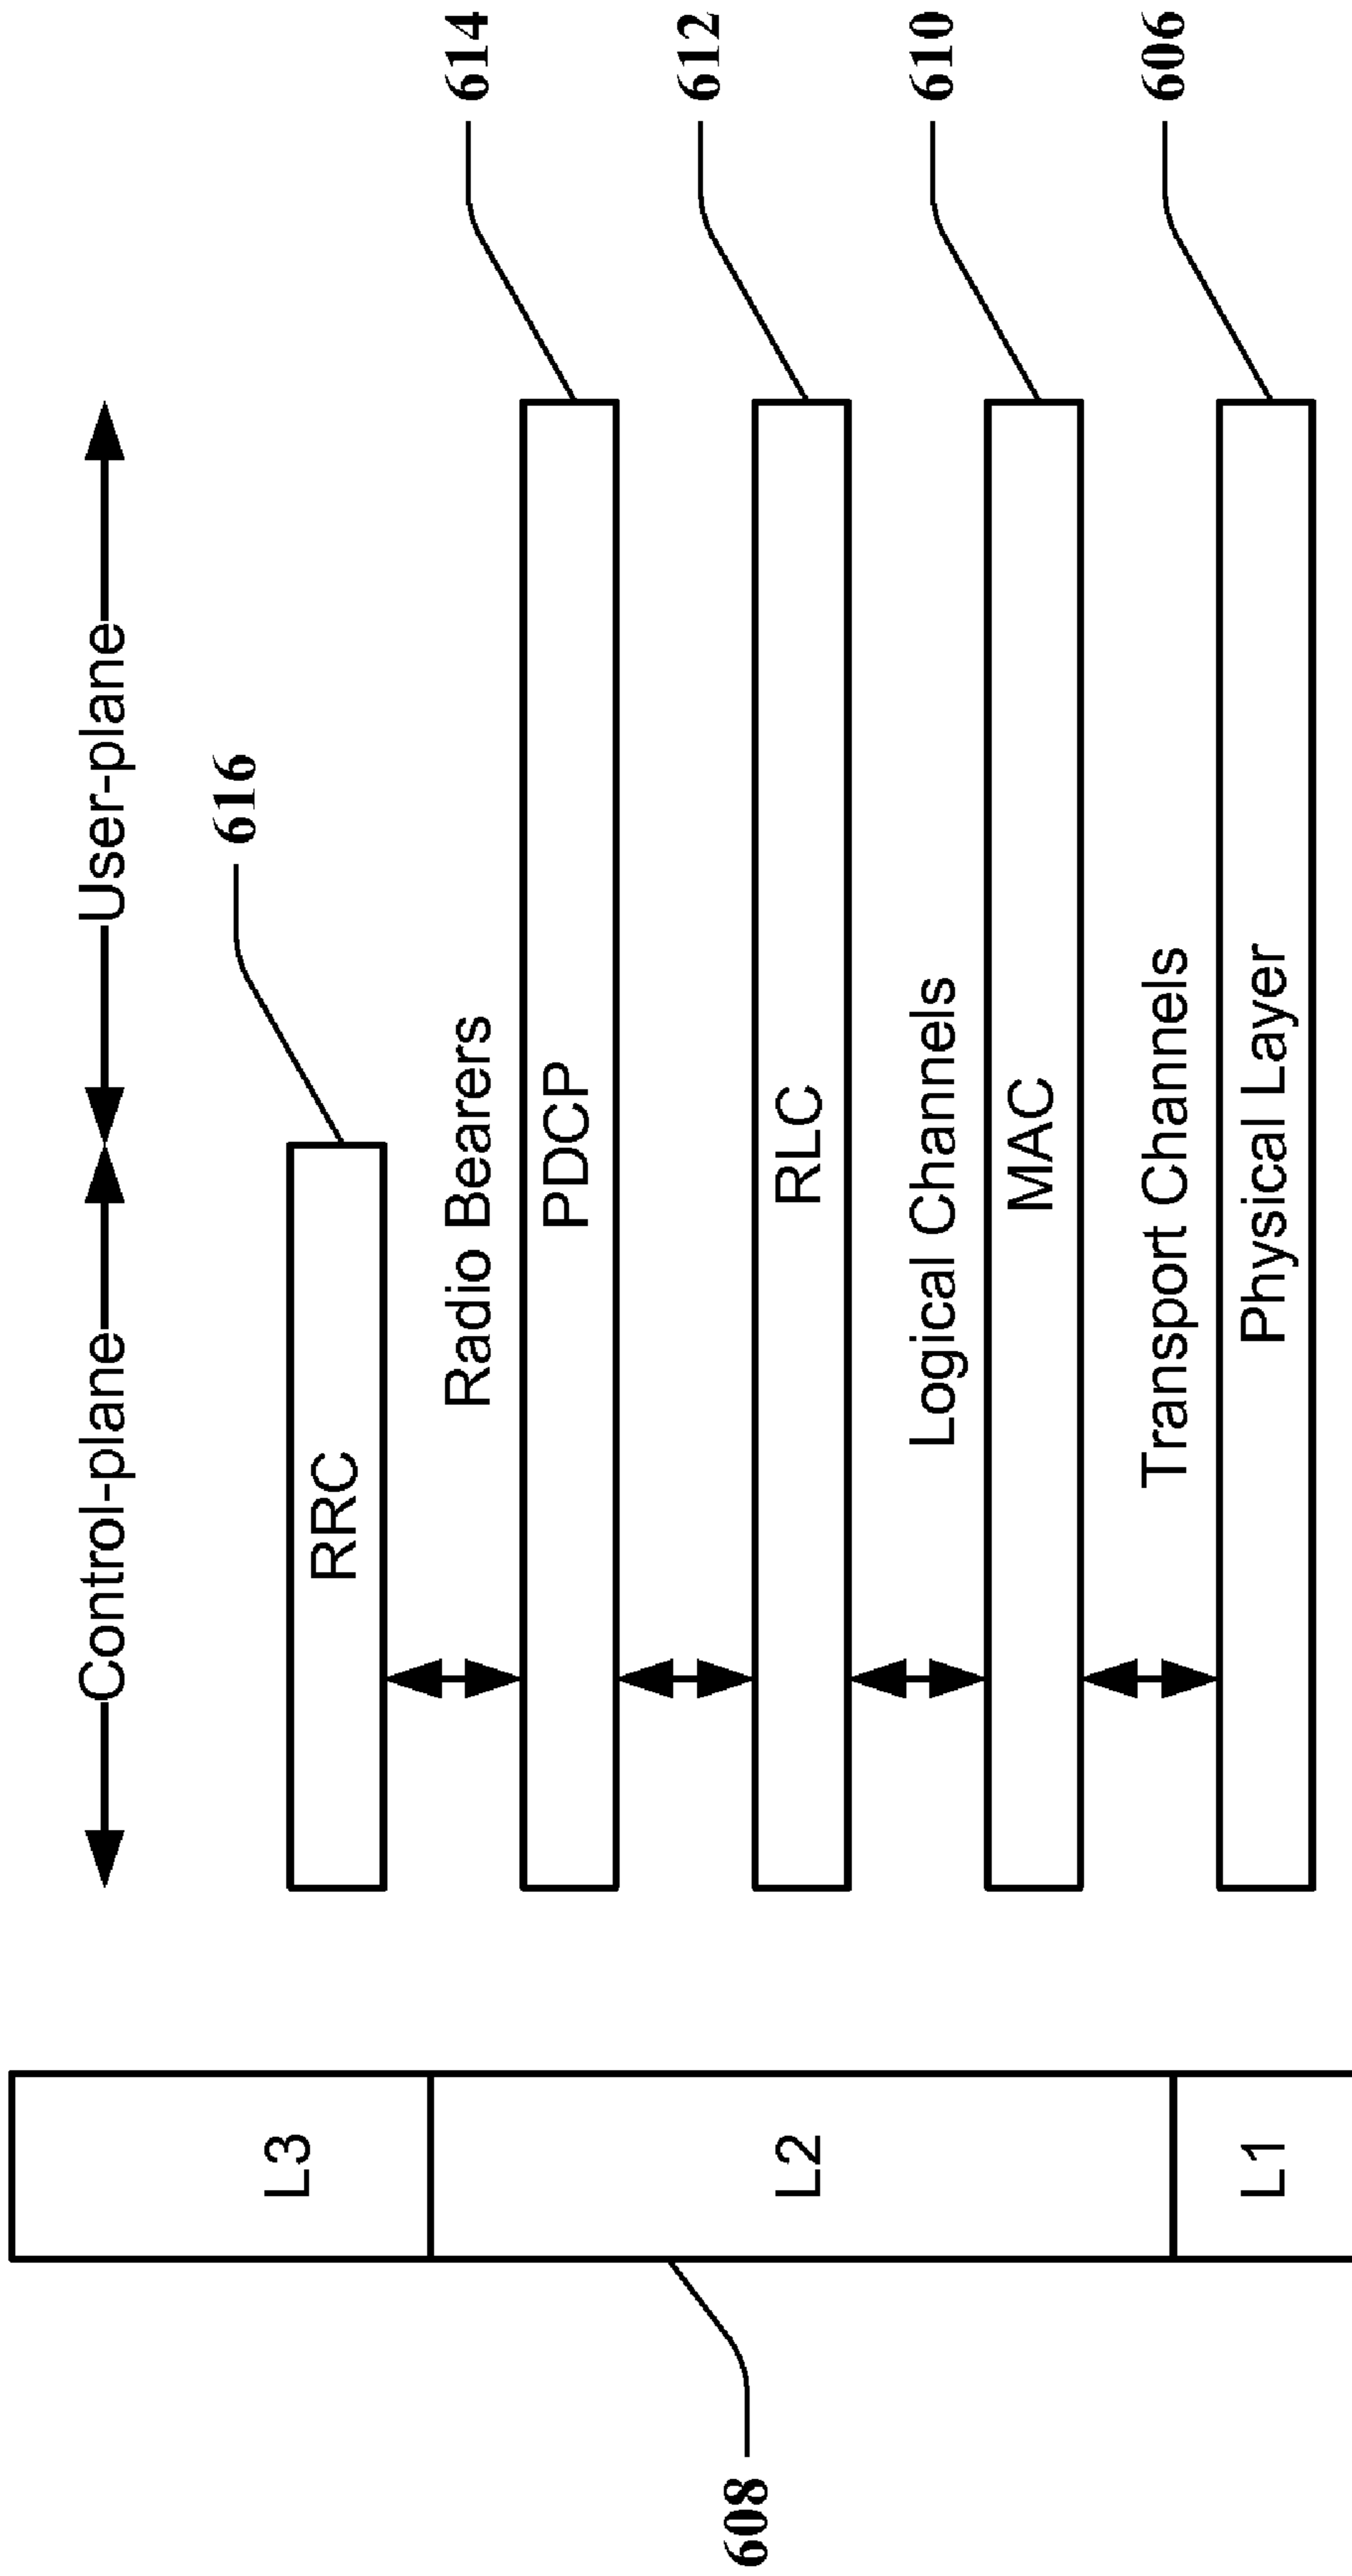 Control-plane User-plane
616
L3 RRC
Radio Bearers
614
PDCP
612
608
L2 RLC
Logical Channels
610
MAC
Transport Channels
606
L1 Physical Layer